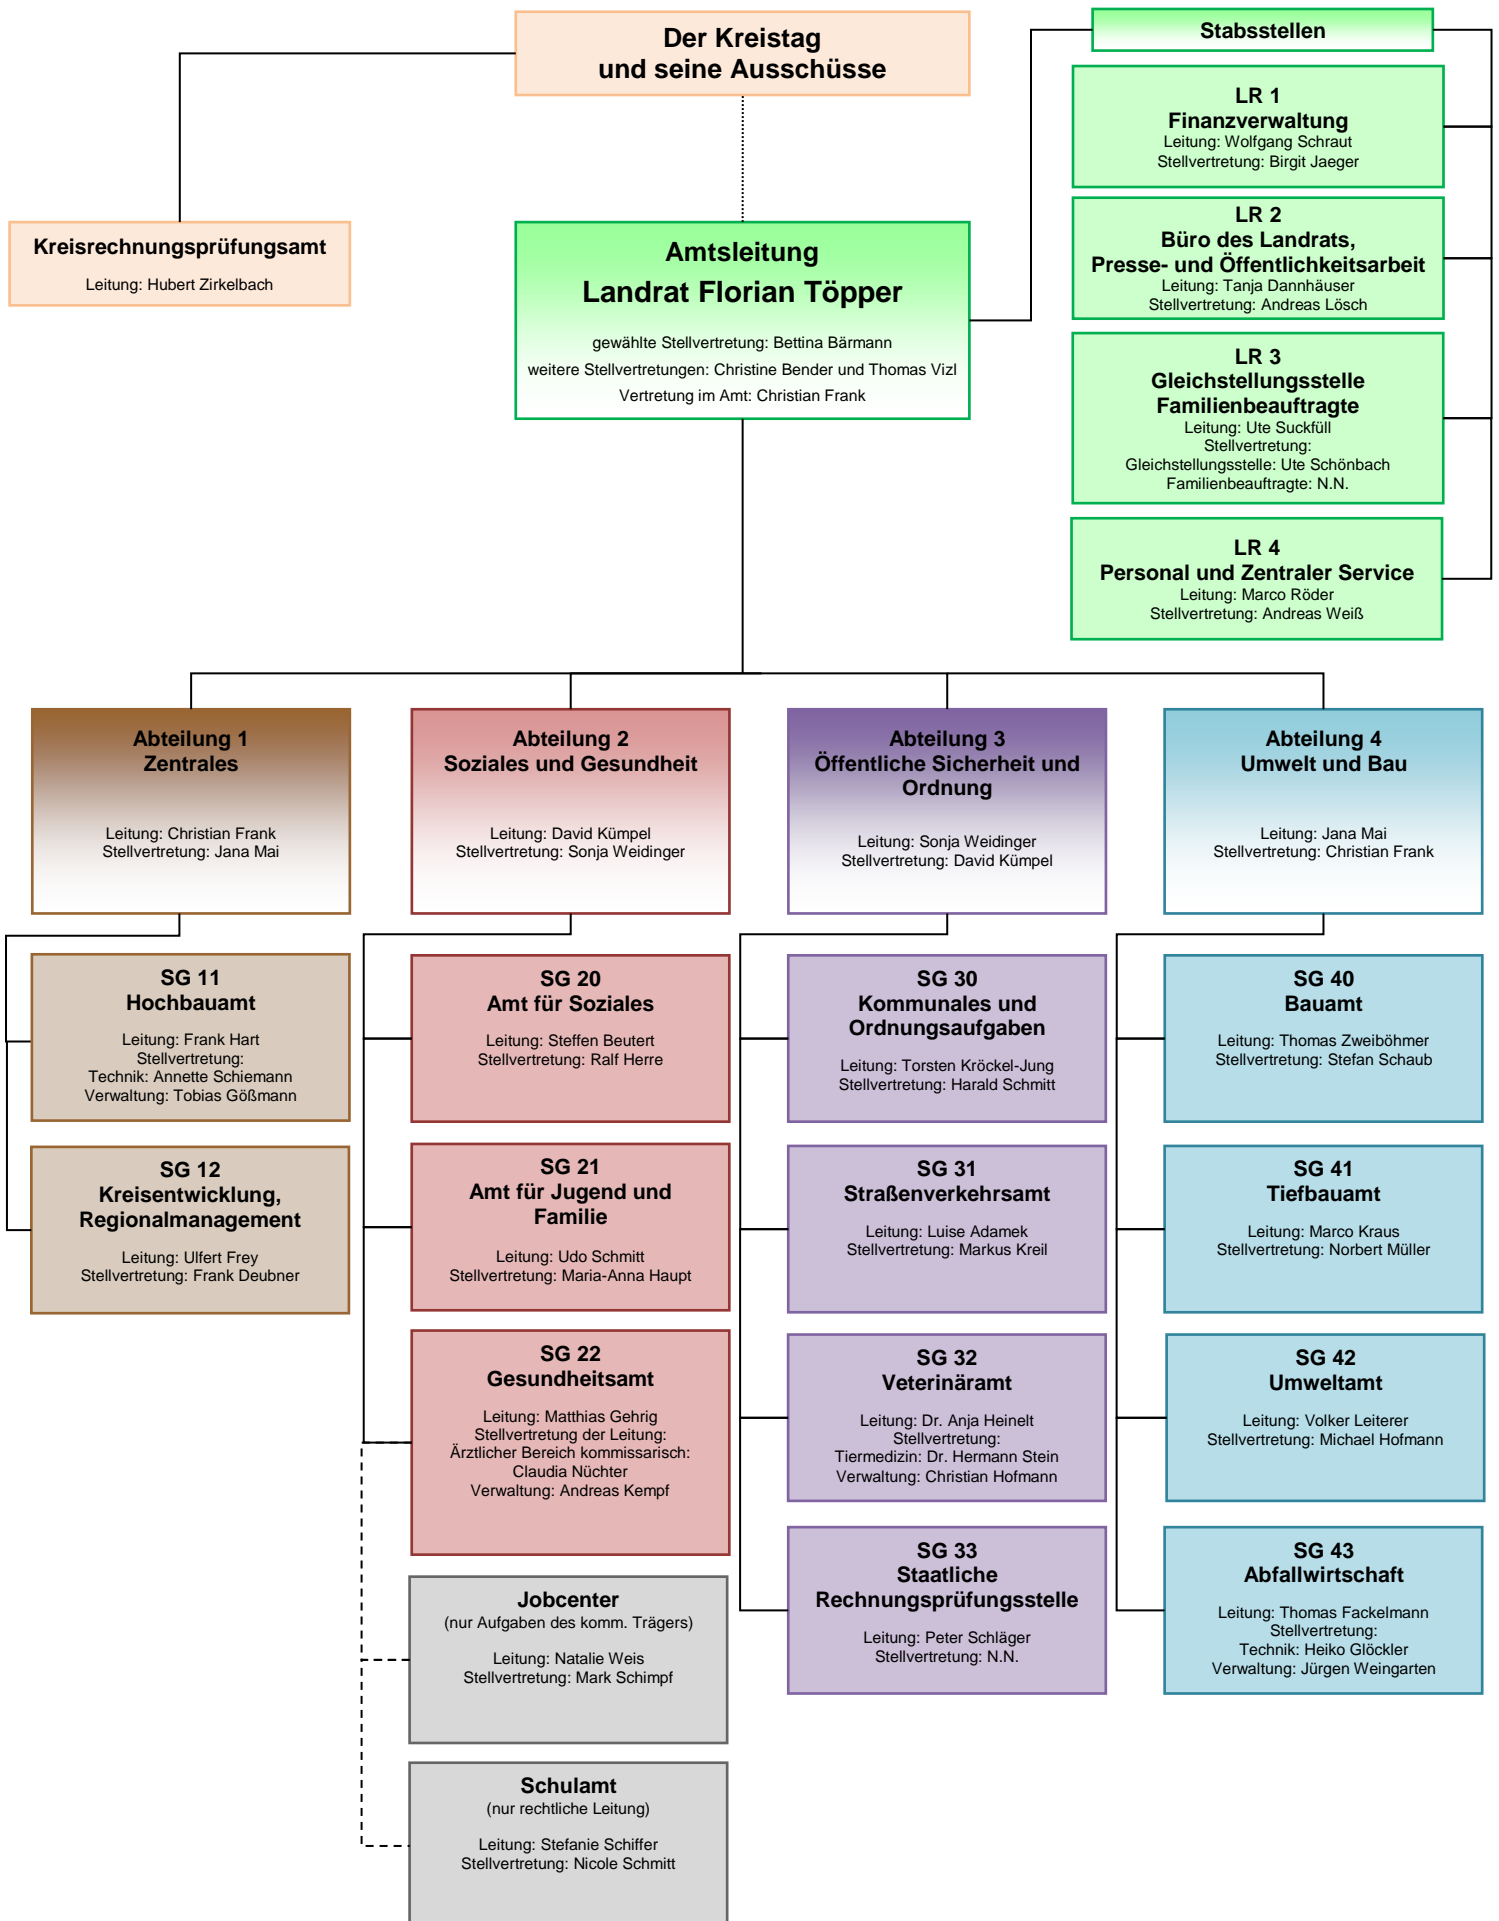 Der Kreistag
und seine Ausschüsse
Kreisrechnungsprüfungsamt
Leitung: Hubert Zirkelbach
Amtsleitung
Landrat Florian Töpper
gewählte Stellvertretung: Bettina Bärmann
weitere Stellvertretungen: Christine Bender und Thomas Vizl
Vertretung im Amt: Christian Frank
Stabsstellen
LR 1
Finanzverwaltung
Leitung: Wolfgang Schraut
Stellvertretung: Birgit Jaeger
LR 2
Büro des Landrats,
Presse- und Öffentlichkeitsarbeit
Leitung: Tanja Dannhäuser
Stellvertretung: Andreas Lösch
LR 3
Gleichstellungsstelle
Familienbeauftragte
Leitung: Ute Suckfüll
Stellvertretung:
Gleichstellungsstelle: Ute Schönbach
Familienbeauftragte: N.N.
LR 4
Personal und Zentraler Service
Leitung: Marco Röder
Stellvertretung: Andreas Weiß
Abteilung 1
Zentrales
Leitung: Christian Frank
Stellvertretung: Jana Mai
SG 11
Hochbauamt
Leitung: Frank Hart
Stellvertretung:
Technik: Annette Schiemann
Verwaltung: Tobias Gößmann
SG 12
Kreisentwicklung,
Regionalmanagement
Leitung: Ulfert Frey
Stellvertretung: Frank Deubner
Abteilung 2
Soziales und Gesundheit
Leitung: David Kümpel
Stellvertretung: Sonja Weidinger
SG 20
Amt für Soziales
Leitung: Steffen Beutert
Stellvertretung: Ralf Herre
SG 21
Amt für Jugend und
Familie
Leitung: Udo Schmitt
Stellvertretung: Maria-Anna Haupt
SG 22
Gesundheitsamt
Leitung: Matthias Gehrig
Stellvertretung der Leitung:
Ärztlicher Bereich kommissarisch:
Claudia Nüchter
Verwaltung: Andreas Kempf
Jobcenter
(nur Aufgaben des komm. Trägers)
Leitung: Natalie Weis
Stellvertretung: Mark Schimpf
Schulamt
(nur rechtliche Leitung)
Leitung: Stefanie Schiffer
Stellvertretung: Nicole Schmitt
Abteilung 3
Öffentliche Sicherheit und
Ordnung
Leitung: Sonja Weidinger
Stellvertretung: David Kümpel
SG 30
Kommunales und
Ordnungsaufgaben
Leitung: Torsten Kröckel-Jung
Stellvertretung: Harald Schmitt
SG 31
Straßenverkehrsamt
Leitung: Luise Adamek
Stellvertretung: Markus Kreil
SG 32
Veterinäramt
Leitung: Dr. Anja Heinelt
Stellvertretung:
Tiermedizin: Dr. Hermann Stein
Verwaltung: Christian Hofmann
SG 33
Staatliche
Rechnungsprüfungsstelle
Leitung: Peter Schläger
Stellvertretung: N.N.
Abteilung 4
Umwelt und Bau
Leitung: Jana Mai
Stellvertretung: Christian Frank
SG 40
Bauamt
Leitung: Thomas Zweiböhmer
Stellvertretung: Stefan Schaub
SG 41
Tiefbauamt
Leitung: Marco Kraus
Stellvertretung: Norbert Müller
SG 42
Umweltamt
Leitung: Volker Leiterer
Stellvertretung: Michael Hofmann
SG 43
Abfallwirtschaft
Leitung: Thomas Fackelmann
Stellvertretung:
Technik: Heiko Glöckler
Verwaltung: Jürgen Weingarten